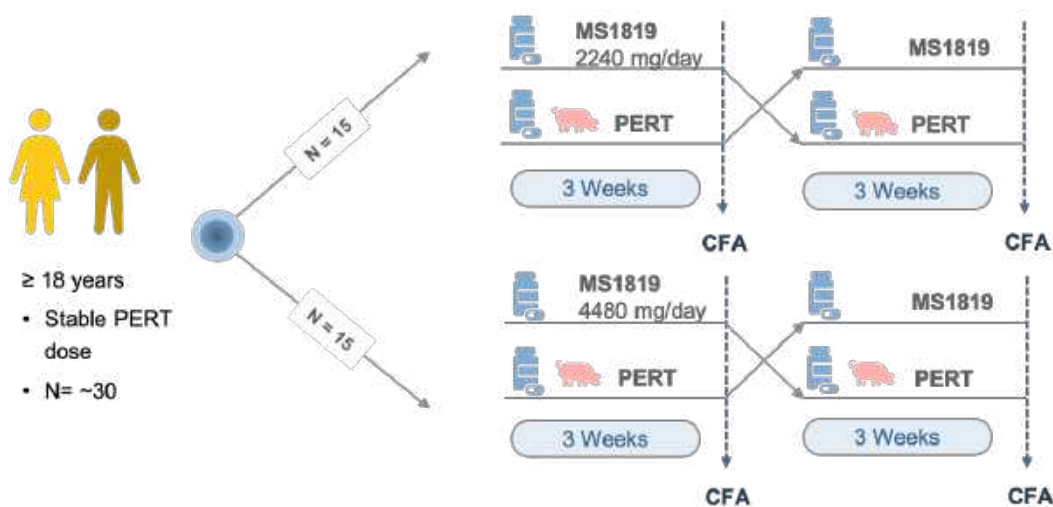 ≥ 18 years
• Stable PERT
dose
• N= ~30
N = 15
N = 15
MS1819
2240 mg/day
PERT
3 Weeks
CFA
MS1819
PERT
3 Weeks
CFA
MS1819
4480 mg/day
PERT
3 Weeks
CFA
MS1819
PERT
3 Weeks
CFA